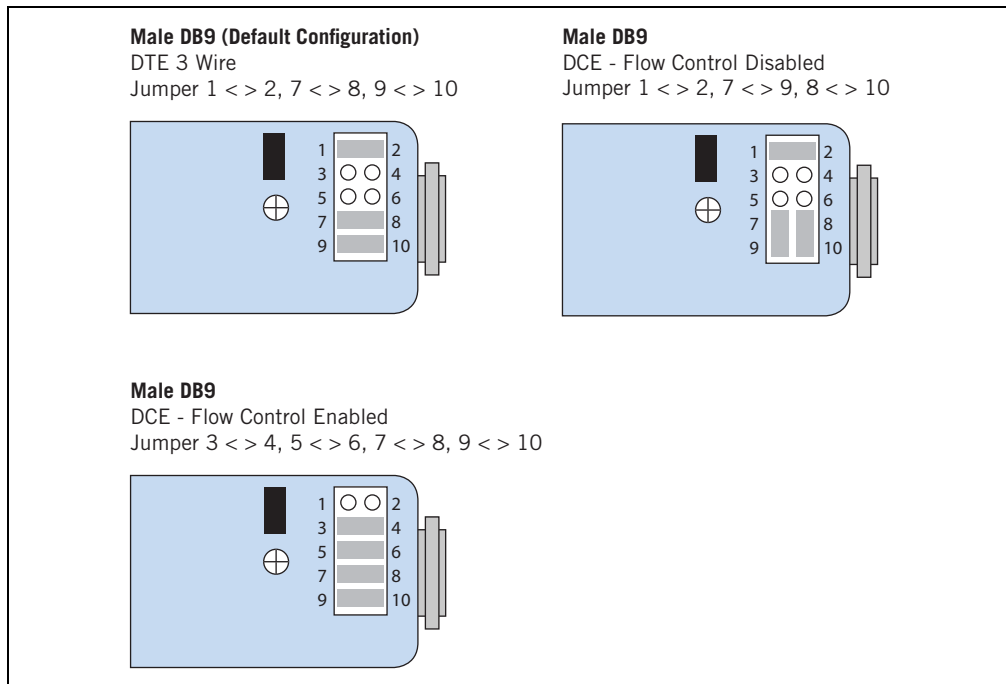 Male DB9 (Default Configuration)
DTE 3 Wire
Jumper 1 < > 2, 7 < > 8, 9 < > 10
1 2
3 4
5 6
7 8
9 10
Male DB9
DCE - Flow Control Disabled
Jumper 1 < > 2, 7 < > 9, 8 < > 10
1 2
3 4
5 6
7 8
9 10
Male DB9
DCE - Flow Control Enabled
Jumper 3 < > 4, 5 < > 6, 7 < > 8, 9 < > 10
1 2
3 4
5 6
7 8
9 10